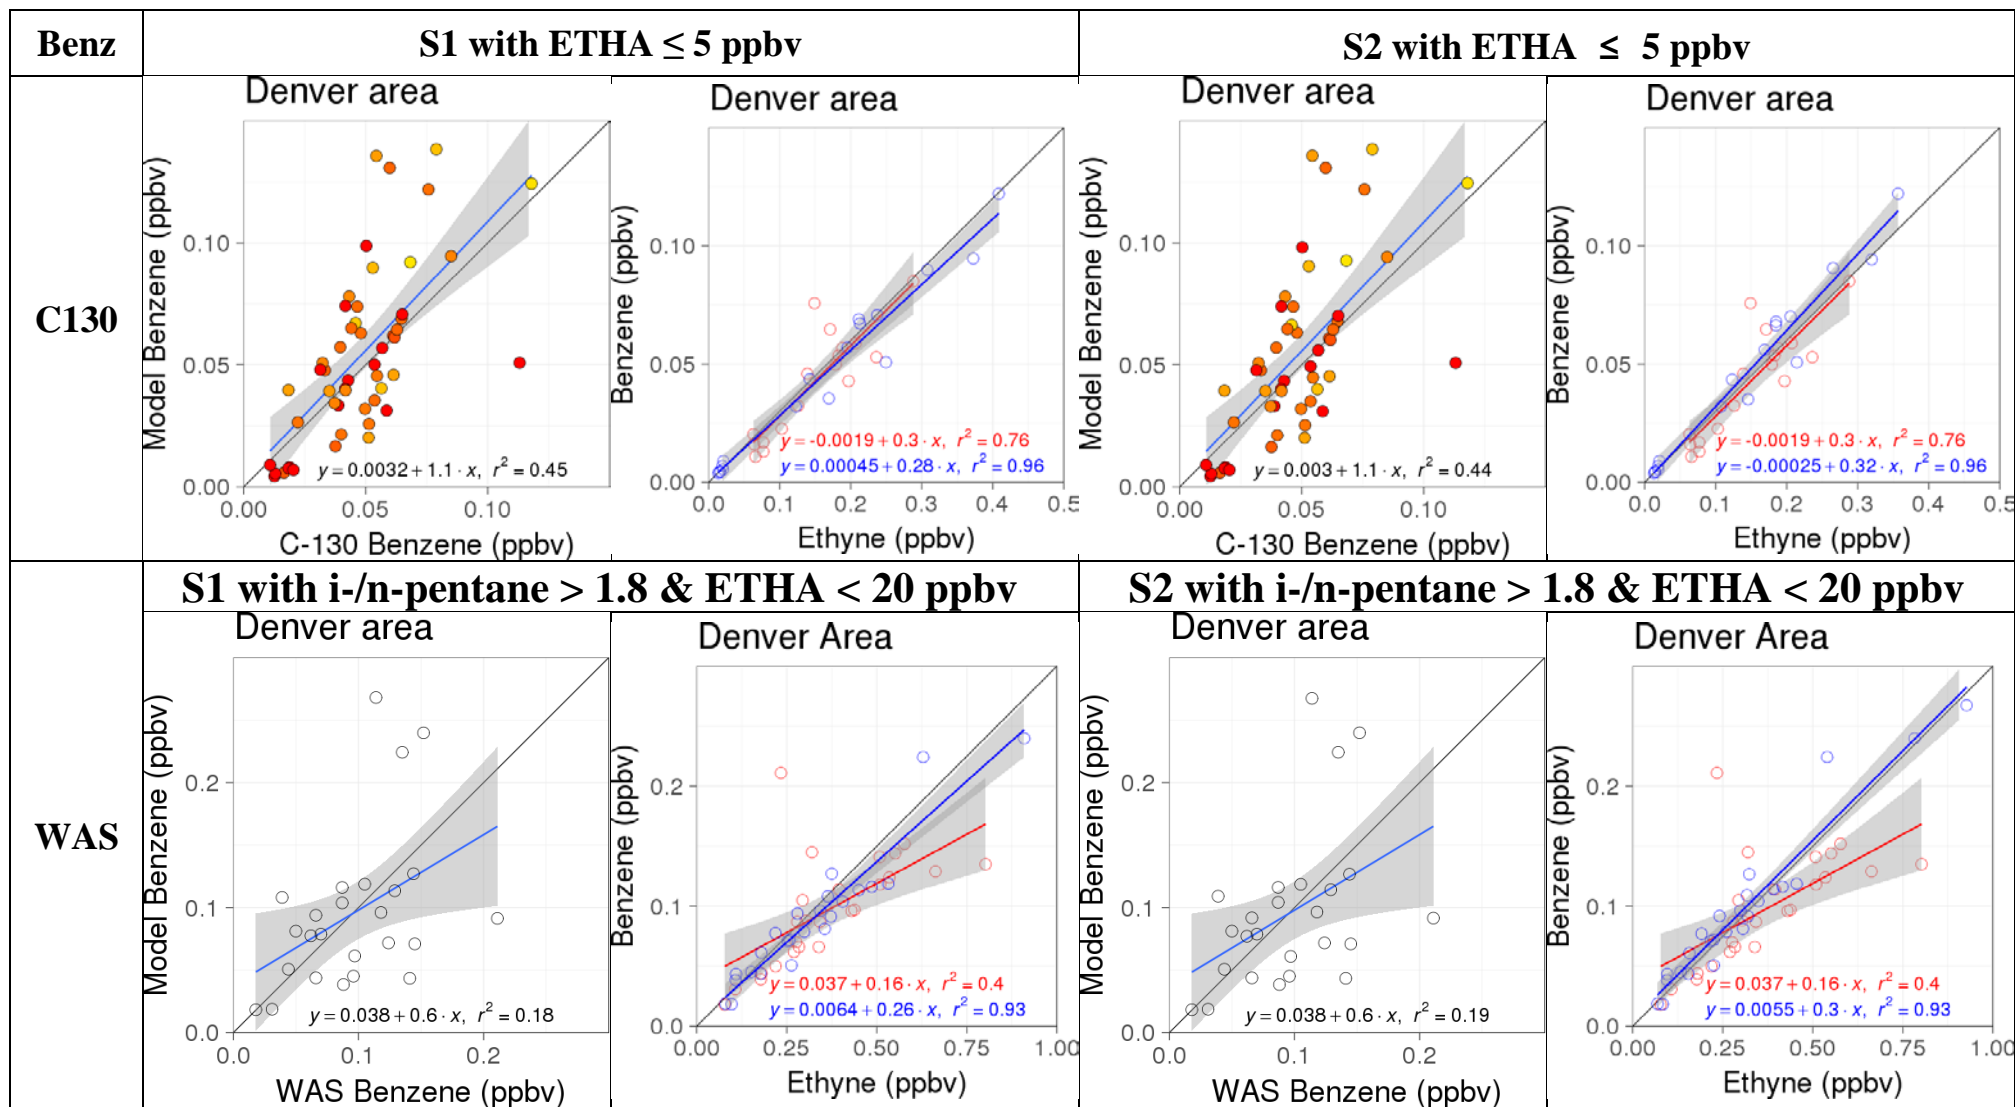 Benz
S1 with ETHA ≤ 5 ppbv
S2 with ETHA ≤ 5 ppbv
C130
Denver area
Model Benzene (ppbv)
0.10
0.05
0.00
y = 0.0032 + 1.1 · x, r² = 0.45
0.00 0.05 0.10
C-130 Benzene (ppbv)
Denver area
Benzene (ppbv)
0.10
0.05
0.00
y = -0.0019 + 0.3 · x, r² = 0.76
y = 0.00045 + 0.28 · x, r² = 0.96
0.0 0.1 0.2 0.3 0.4 0.5
Ethyne (ppbv)
Denver area
Model Benzene (ppbv)
0.10
0.05
0.00
y = 0.003 + 1.1 · x, r² = 0.44
0.00 0.05 0.10
C-130 Benzene (ppbv)
Denver area
Benzene (ppbv)
0.10
0.05
0.00
y = -0.0019 + 0.3 · x, r² = 0.76
y = -0.00025 + 0.32 · x, r² = 0.96
0.0 0.1 0.2 0.3 0.4 0.5
Ethyne (ppbv)
S1 with i-/n-pentane > 1.8 & ETHA < 20 ppbv
S2 with i-/n-pentane > 1.8 & ETHA < 20 ppbv
WAS
Denver area
Model Benzene (ppbv)
0.2
0.1
0.0
y = 0.038 + 0.6 · x, r² = 0.18
0.0 0.1 0.2
WAS Benzene (ppbv)
Denver Area
Benzene (ppbv)
0.2
0.1
0.0
y = 0.037 + 0.16 · x, r² = 0.4
y = 0.0064 + 0.26 · x, r² = 0.93
0.00 0.25 0.50 0.75 1.00
Ethyne (ppbv)
Denver area
Model Benzene (ppbv)
0.2
0.1
0.0
y = 0.038 + 0.6 · x, r² = 0.19
0.0 0.1 0.2
WAS Benzene (ppbv)
Denver Area
Benzene (ppbv)
0.2
0.1
0.0
y = 0.037 + 0.16 · x, r² = 0.4
y = 0.0055 + 0.3 · x, r² = 0.93
0.00 0.25 0.50 0.75 1.00
Ethyne (ppbv)